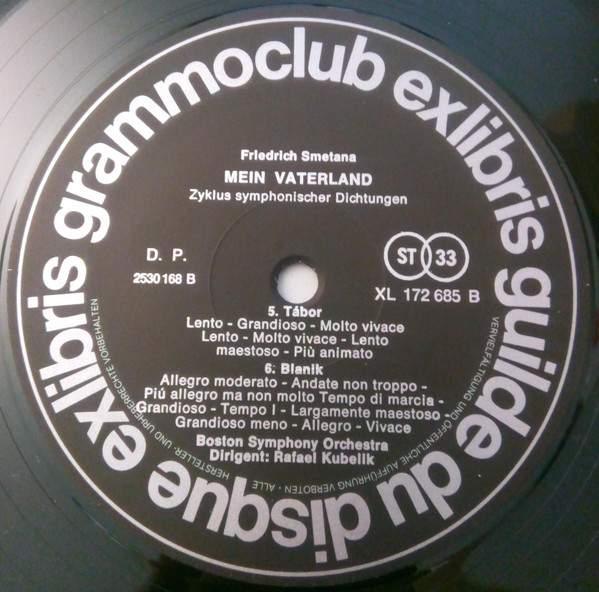 exlibris grammoclub exlibris guilde du disque
Friedrich Smetana
MEIN VATERLAND
Zyklus symphonischer Dichtungen
D. P.
2530 168 B
ST 33
XL 172 685 B
5. Tábor
Lento - Grandioso - Molto vivace
Lento - Molto vivace - Lento
maestoso - Più animato
6. Blanik
Allegro moderato - Andate non troppo -
Piú allegro ma non molto Tempo di marcia -
Grandioso - Tempo I - Largamente maestoso -
Grandioso meno - Allegro - Vivace
Boston Symphony Orchestra
Dirigent: Rafael Kubelik
VERVIELFÄLTIGUNG UND ÖFFENTLICHE AUFFÜHRUNG VERBOTEN · ALLE HERSTELLER- UND URHEBERRECHTE VORBEHALTEN